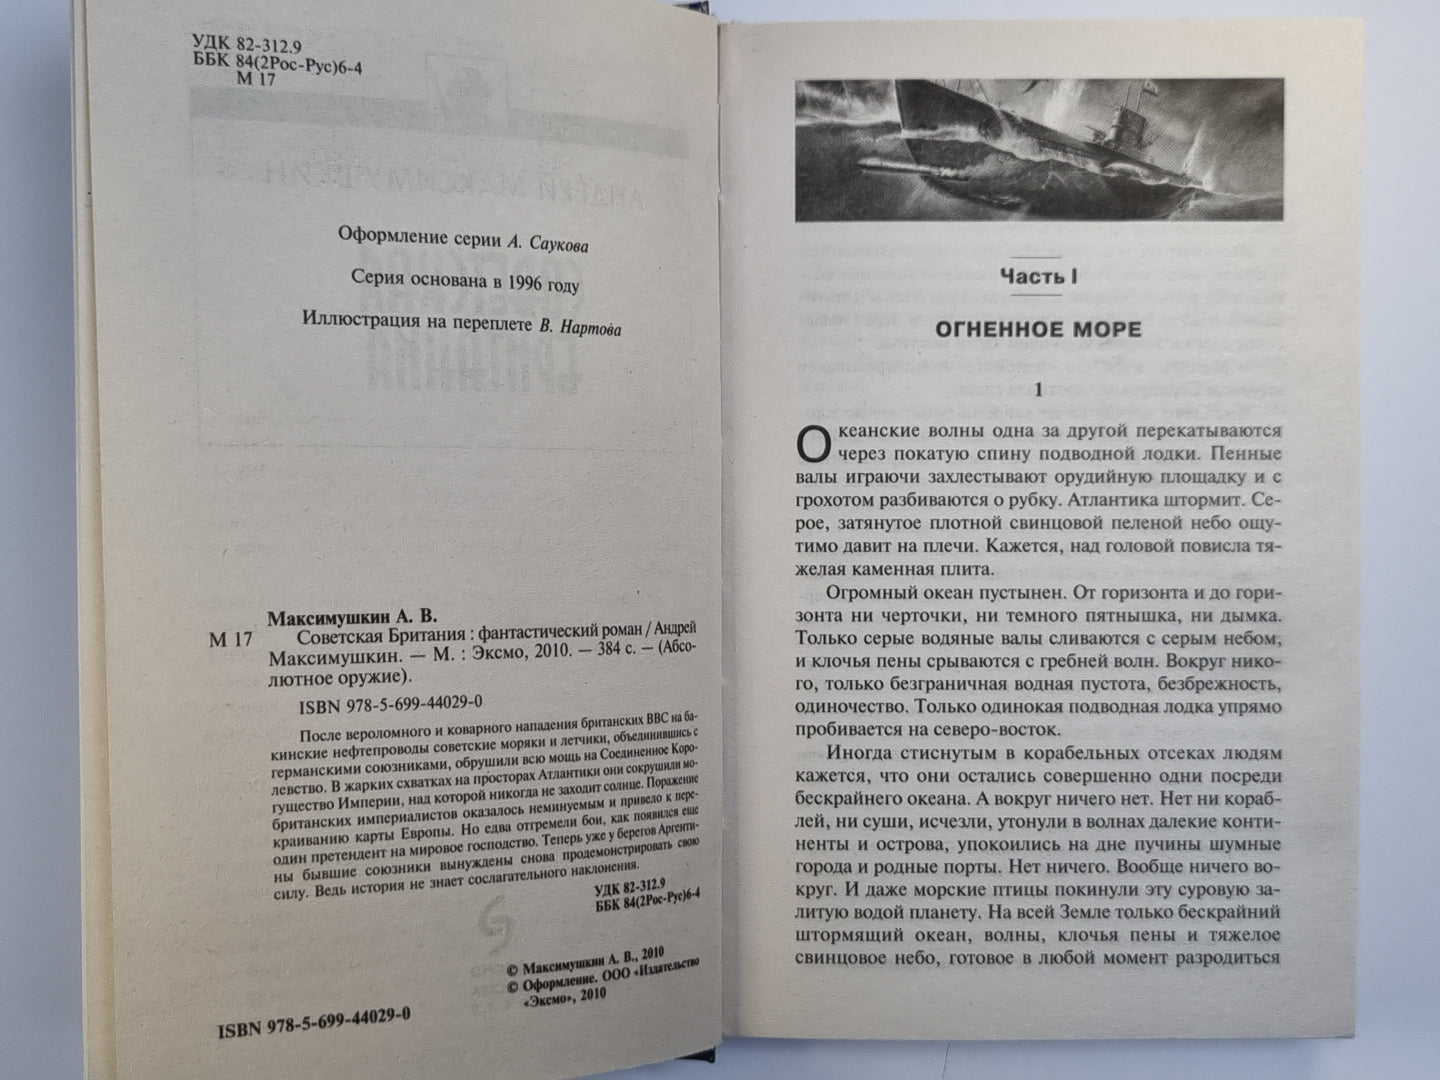 УДК 82-312.9
ББК 84(2Рос-Рус)6-4
М 17
Оформление серии А. Саукова
Серия основана в 1996 году
Иллюстрация на переплете В. Нартова
Максимушкин А. В.
М 17 Советская Британия : фантастический роман / Андрей
Максимушкин. — М. : Эксмо, 2010. — 384 с. — (Абсо-
лютное оружие).
ISBN 978-5-699-44029-0
После вероломного и коварного нападения британских ВВС на ба-
кинские нефтепроводы советские моряки и летчики, объединившись с
германскими союзниками, обрушили всю мощь на Соединенное Коро-
левство. В жарких схватках на просторах Атлантики они сокрушили мо-
гущество Империи, над которой никогда не заходит солнце. Поражение
британских империалистов оказалось неминуемым и привело к пере-
краиванию карты Европы. Но едва отгремели бои, как появился еще
один претендент на мировое господство. Теперь уже у берегов Аргенти-
ны бывшие союзники вынуждены снова продемонстрировать свою
силу. Ведь история не знает сослагательного наклонения.
УДК 82-312.9
ББК 84(2Рос-Рус)6-4
© Максимушкин А. В., 2010
© Оформление. ООО «Издательство
«Эксмо», 2010
ISBN 978-5-699-44029-0
Часть I
ОГНЕННОЕ МОРЕ
1
Океанские волны одна за другой перекатываются
через покатую спину подводной лодки. Пенные
валы играючи захлестывают орудийную площадку и с
грохотом разбиваются о рубку. Атлантика штормит. Се-
рое, затянутое плотной свинцовой пеленой небо ощу-
тимо давит на плечи. Кажется, над головой повисла тя-
желая каменная плита.
Огромный океан пустынен. От горизонта и до гори-
зонта ни черточки, ни темного пятнышка, ни дымка.
Только серые водяные валы сливаются с серым небом,
и клочья пены срываются с гребней волн. Вокруг нико-
го, только безграничная водная пустота, безбрежность,
одиночество. Только одинокая подводная лодка упрямо
пробивается на северо-восток.
Иногда стиснутым в корабельных отсеках людям
кажется, что они остались совершенно одни посреди
бескрайнего океана. А вокруг ничего нет. Нет ни кораб-
лей, ни суши, исчезли, утонули в волнах далекие конти-
ненты и острова, упокоились на дне пучины шумные
города и родные порты. Нет ничего. Вообще ничего во-
круг. И даже морские птицы покинули эту суровую за-
литую водой планету. На всей Земле только бескрайний
штормящий океан, волны, клочья пены и тяжелое
свинцовое небо, готовое в любой момент разродиться